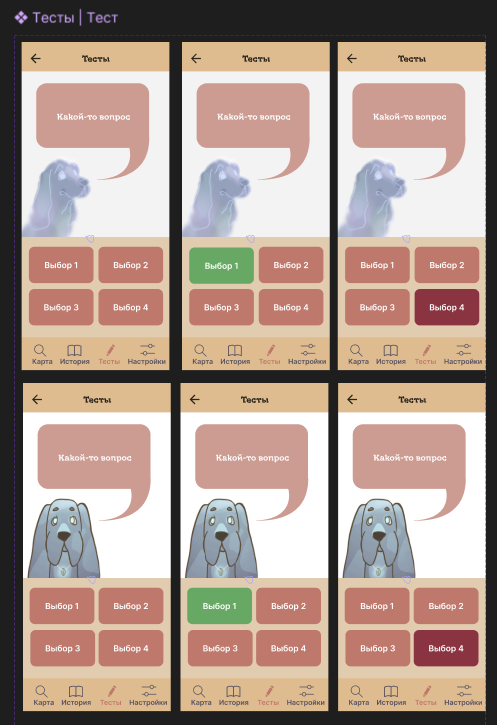 Тесты | Тест
Тесты
Какой-то вопрос
Выбор 1
Выбор 2
Выбор 3
Выбор 4
Карта
История
Тесты
Настройки
Тесты
Какой-то вопрос
Выбор 1
Выбор 2
Выбор 3
Выбор 4
Карта
История
Тесты
Настройки
Тесты
Какой-то вопрос
Выбор 1
Выбор 2
Выбор 3
Выбор 4
Карта
История
Тесты
Настройки
Тесты
Какой-то вопрос
Выбор 1
Выбор 2
Выбор 3
Выбор 4
Карта
История
Тесты
Настройки
Тесты
Какой-то вопрос
Выбор 1
Выбор 2
Выбор 3
Выбор 4
Карта
История
Тесты
Настройки
Тесты
Какой-то вопрос
Выбор 1
Выбор 2
Выбор 3
Выбор 4
Карта
История
Тесты
Настройки